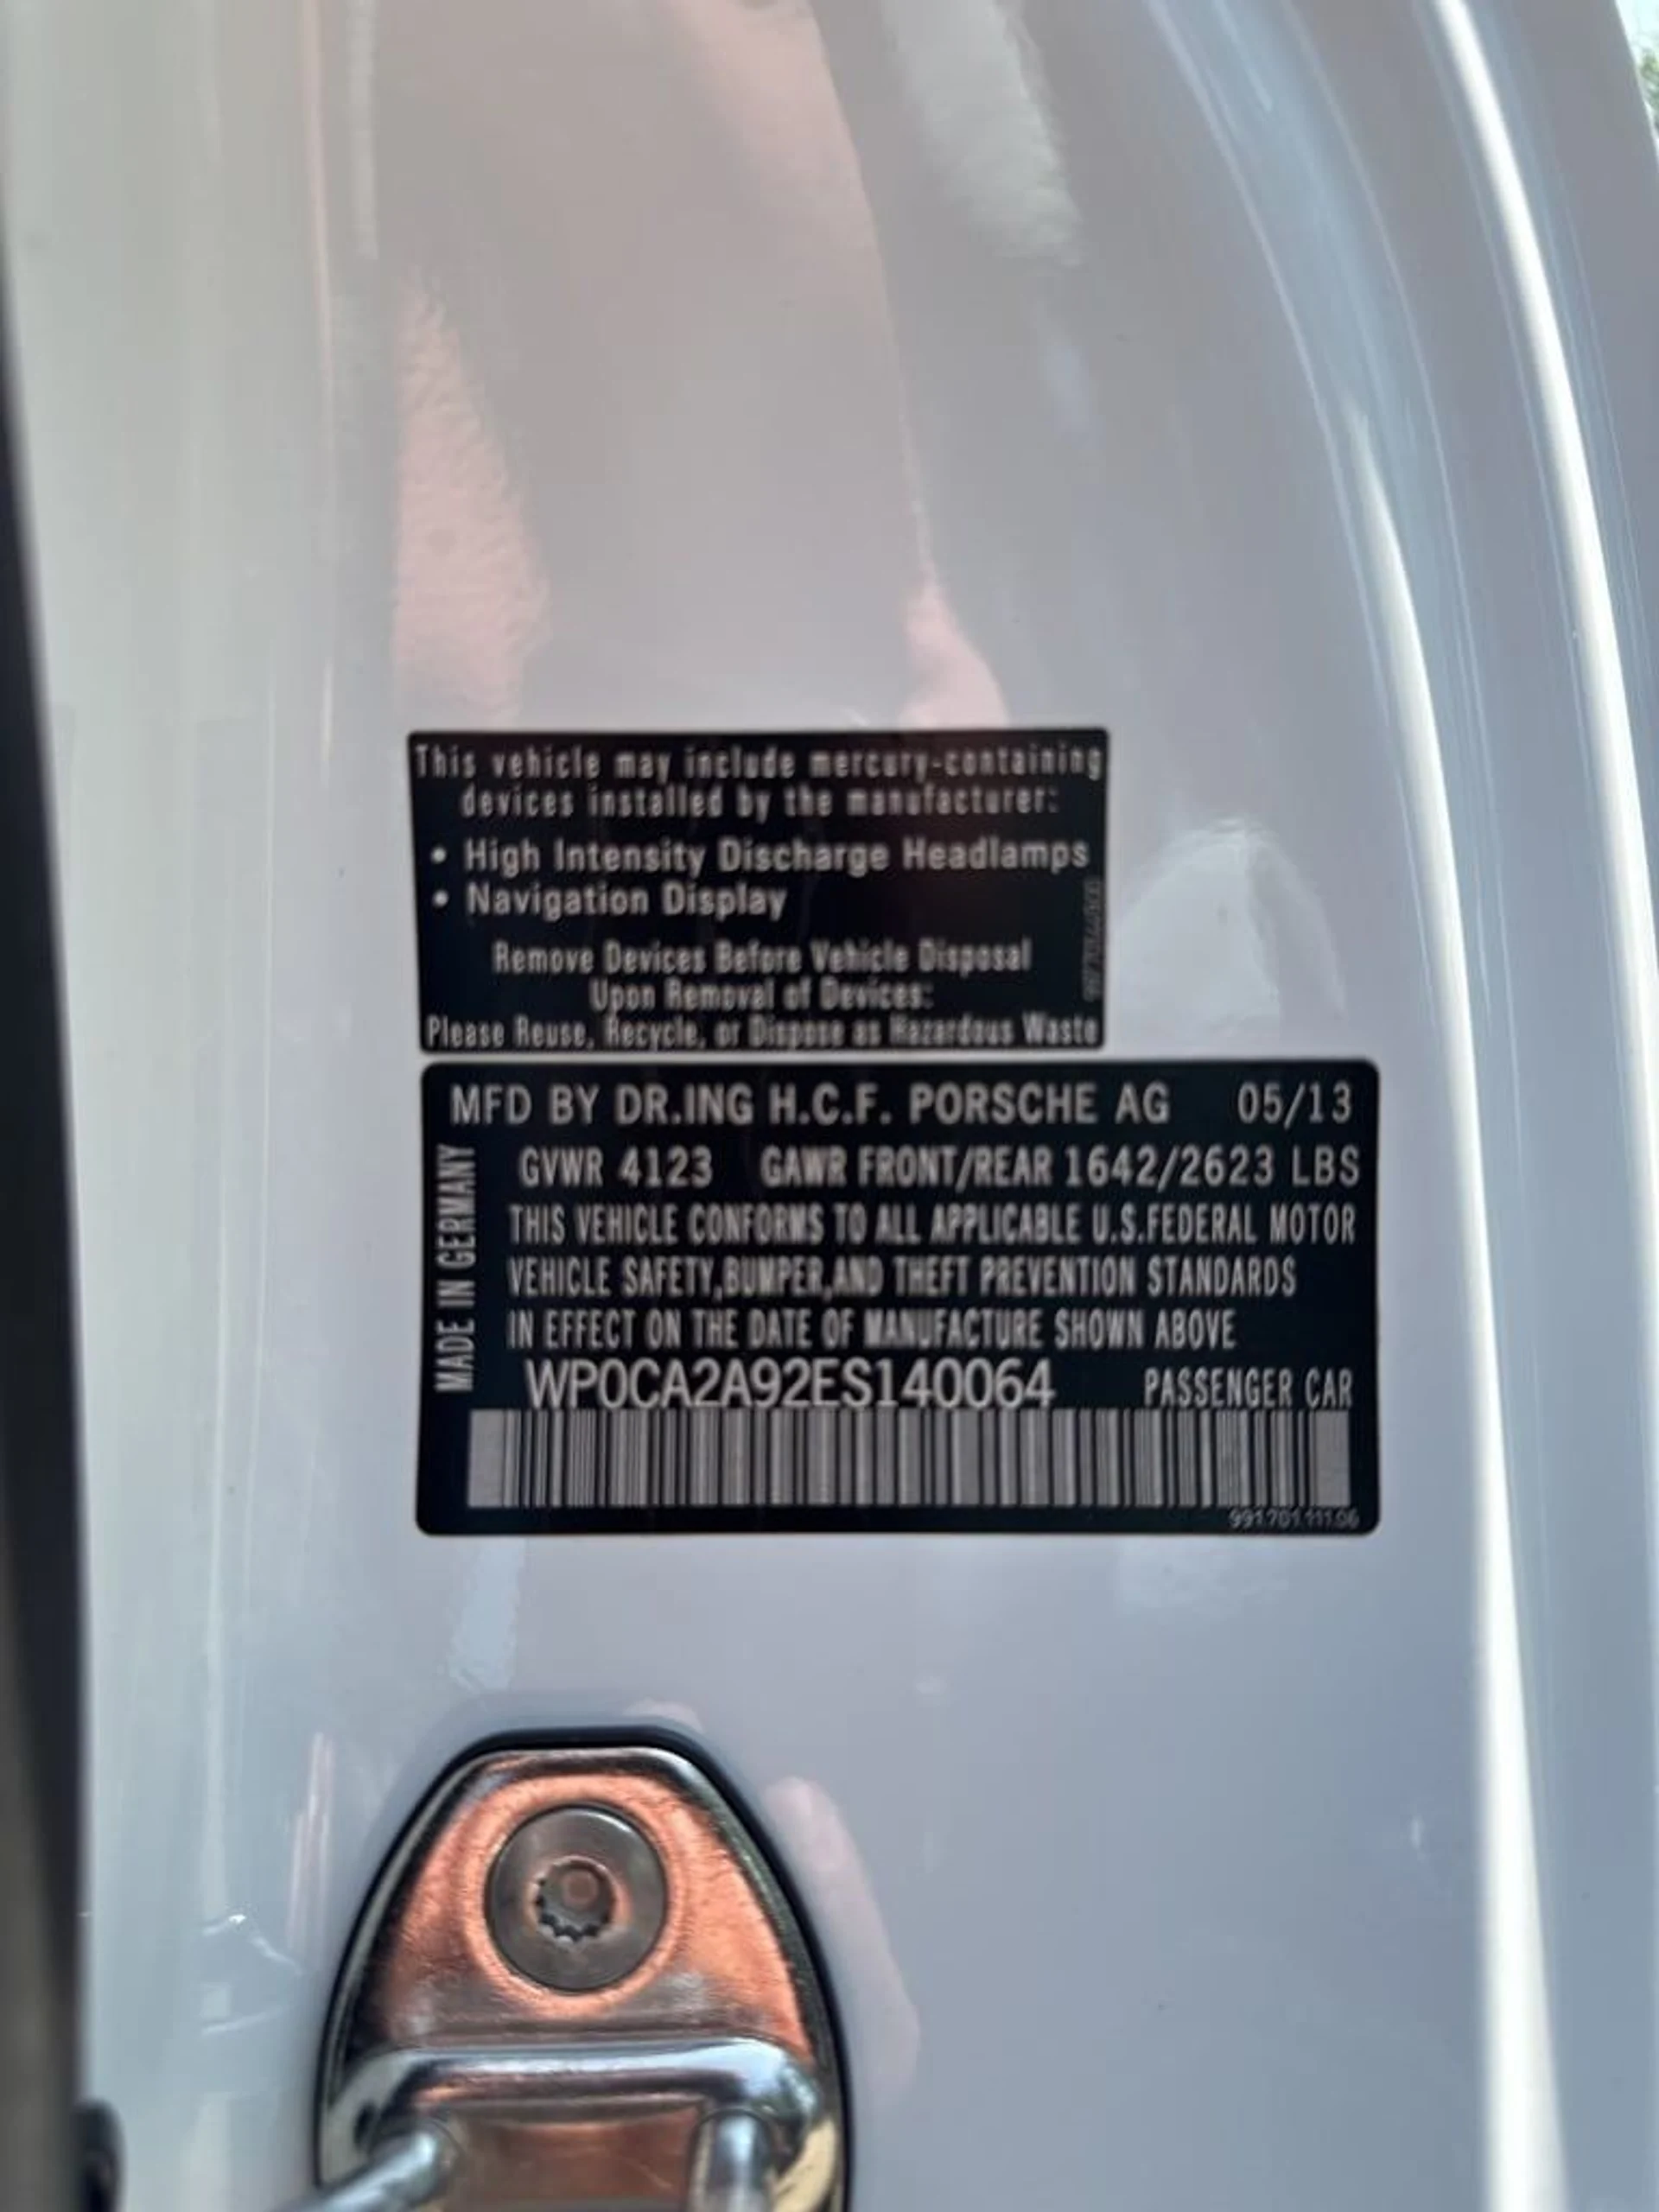 This vehicle may include mercury-containing
devices installed by the manufacturer:
• High Intensity Discharge Headlamps
• Navigation Display
Remove Devices Before Vehicle Disposal
Upon Removal of Devices:
Please Reuse, Recycle, or Dispose as Hazardous Waste
MFD BY DR.ING H.C.F. PORSCHE AG 05/13
GVWR 4123 GAWR FRONT/REAR 1642/2623 LBS
THIS VEHICLE CONFORMS TO ALL APPLICABLE U.S.FEDERAL MOTOR
VEHICLE SAFETY,BUMPER,AND THEFT PREVENTION STANDARDS
IN EFFECT ON THE DATE OF MANUFACTURE SHOWN ABOVE
MADE IN GERMANY
WP0CA2A92ES140064 PASSENGER CAR
991.701.111.06